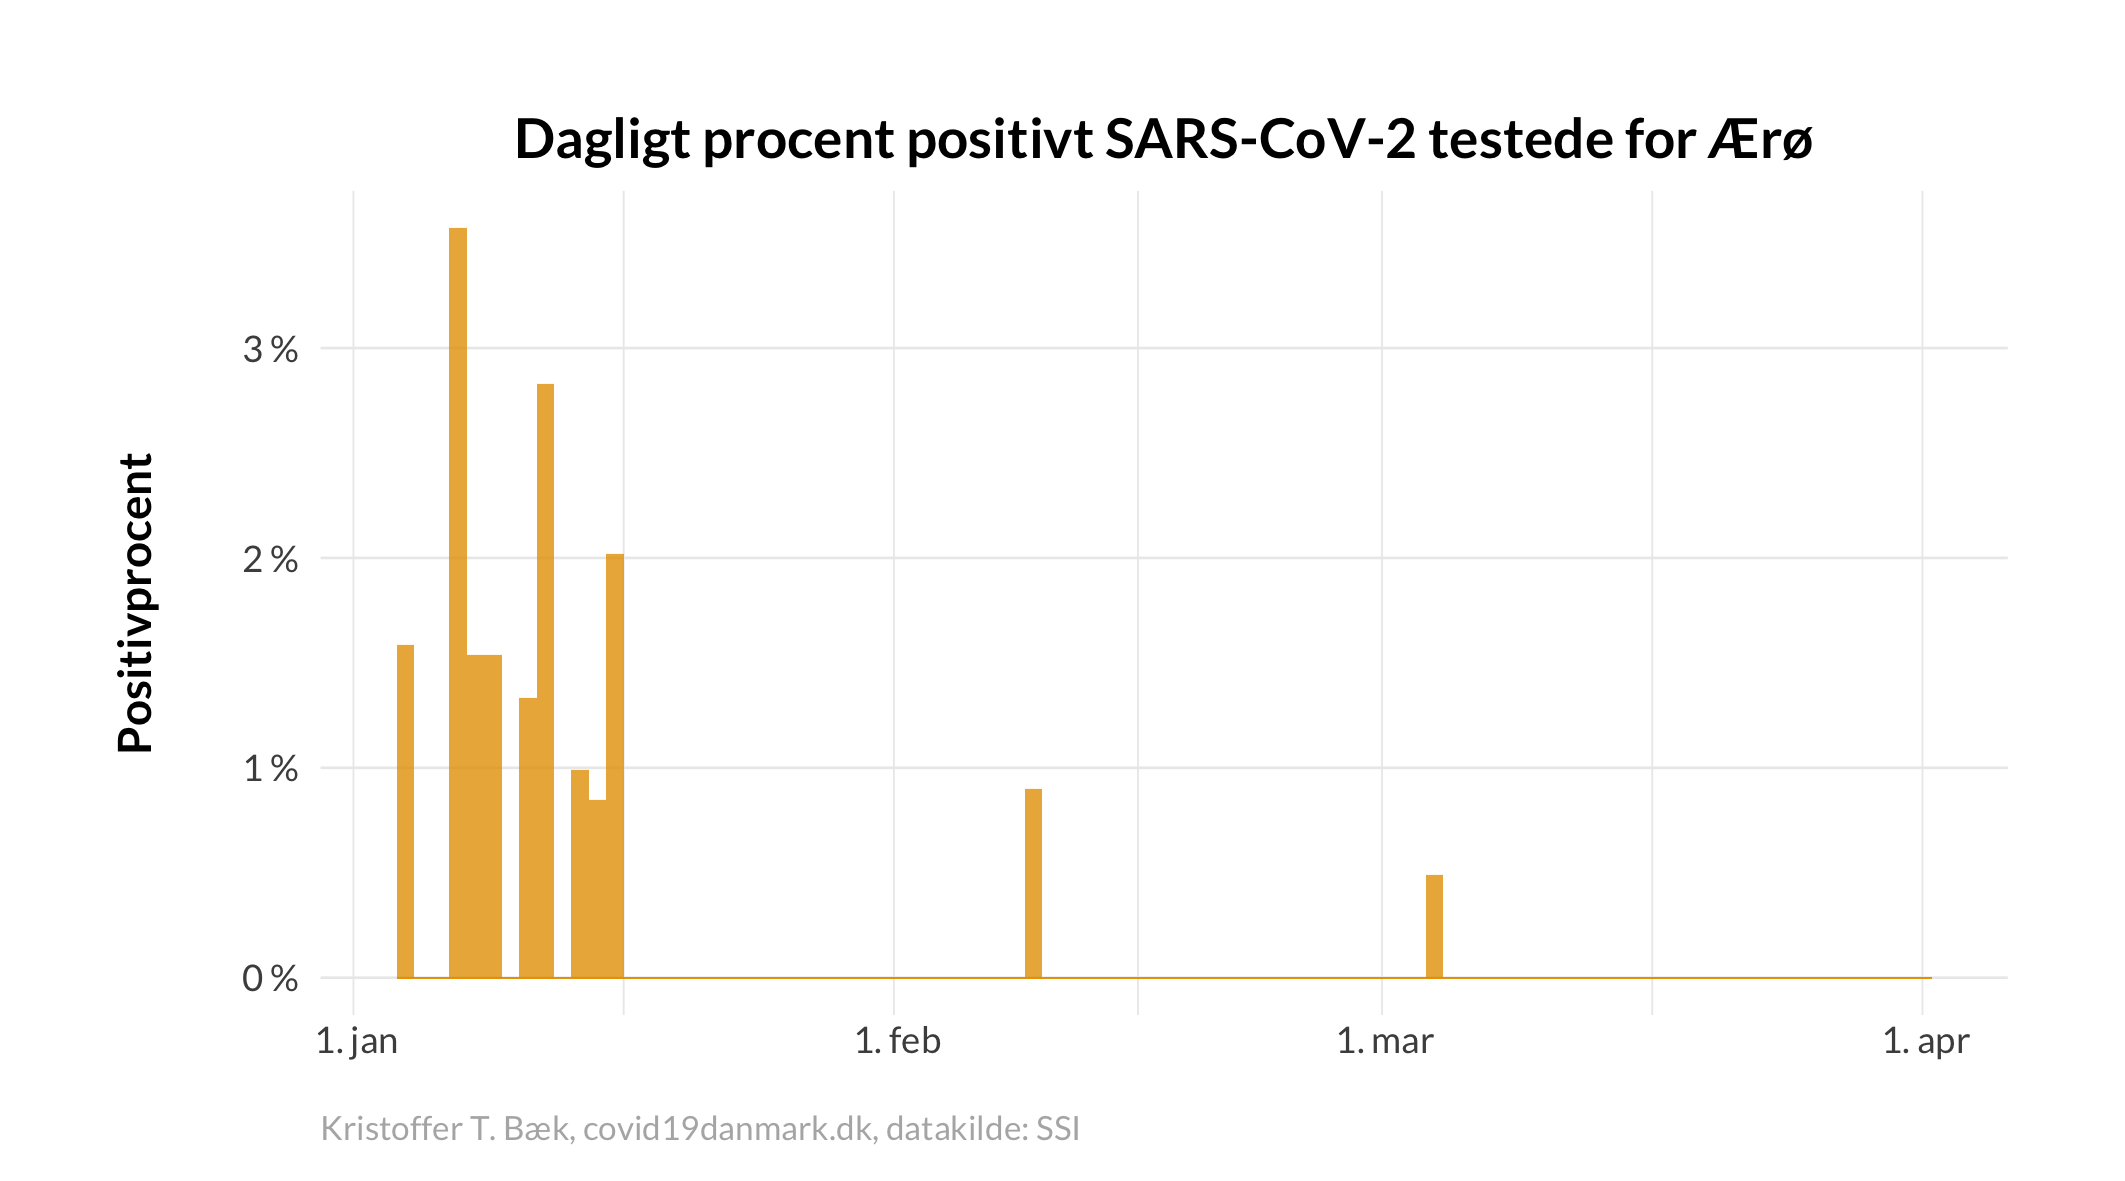 Dagligt procent positivt SARS-CoV-2 testede for Ærø
Positivprocent
3 %
2 %
1 %
0 %
1. jan
1. feb
1. mar
1. apr
Kristoffer T. Bæk, covid19danmark.dk, datakilde: SSI